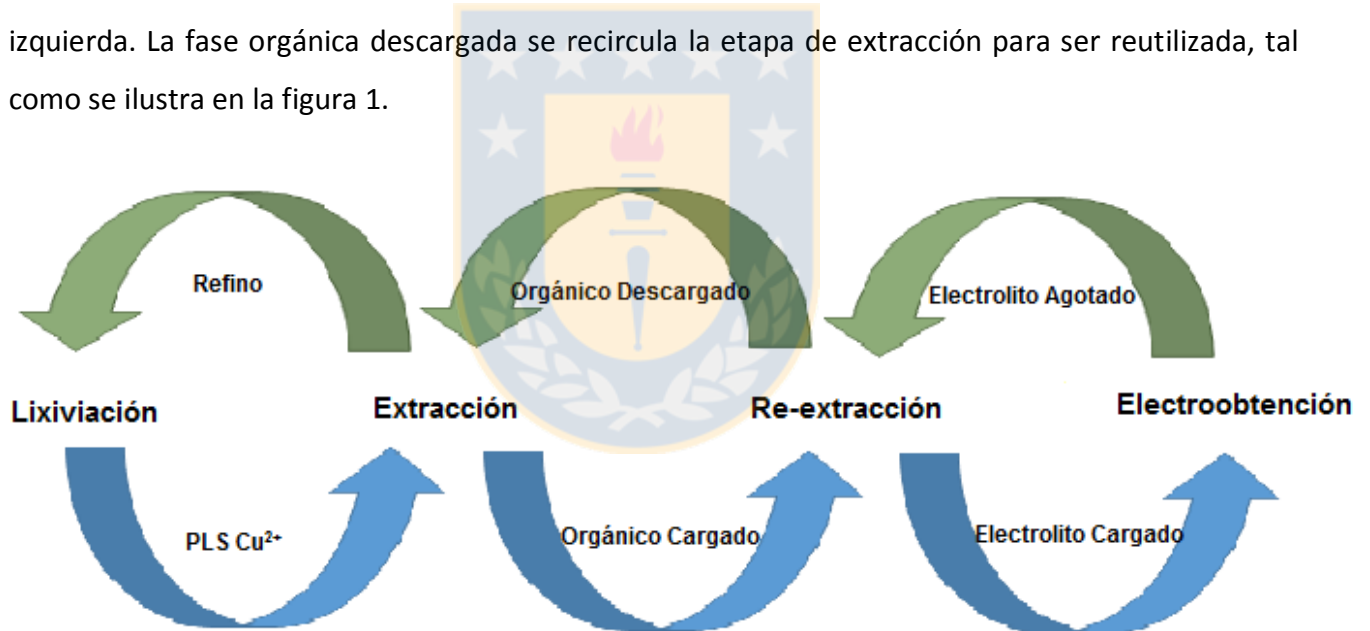 izquierda. La fase orgánica descargada se recircula la etapa de extracción para ser reutilizada, tal
como se ilustra en la figura 1.
Refino
Orgánico Descargado
Electrolito Agotado
Lixiviación
Extracción
Re-extracción
Electroobtención
PLS Cu²⁺
Orgánico Cargado
Electrolito Cargado